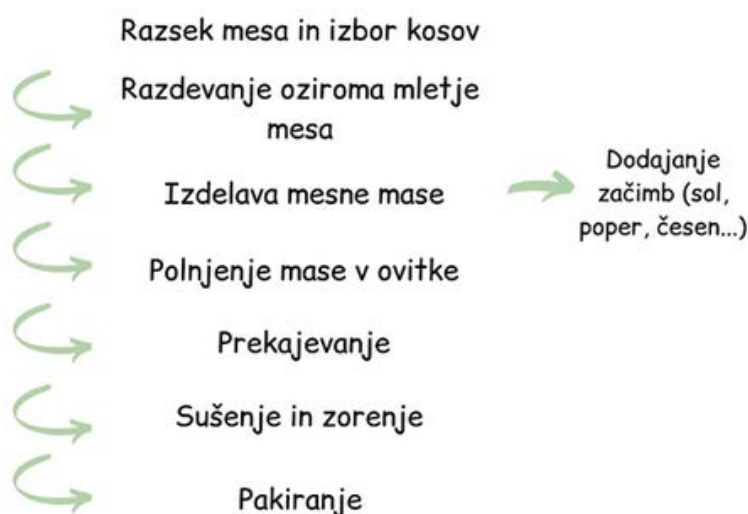 Razsek mesa in izbor kosov
Razdevanje oziroma mletje
mesa
Izdelava mesne mase
Dodajanje
začimb (sol,
poper, česen...)
Polnjenje mase v ovitke
Prekajevanje
Sušenje in zorenje
Pakiranje